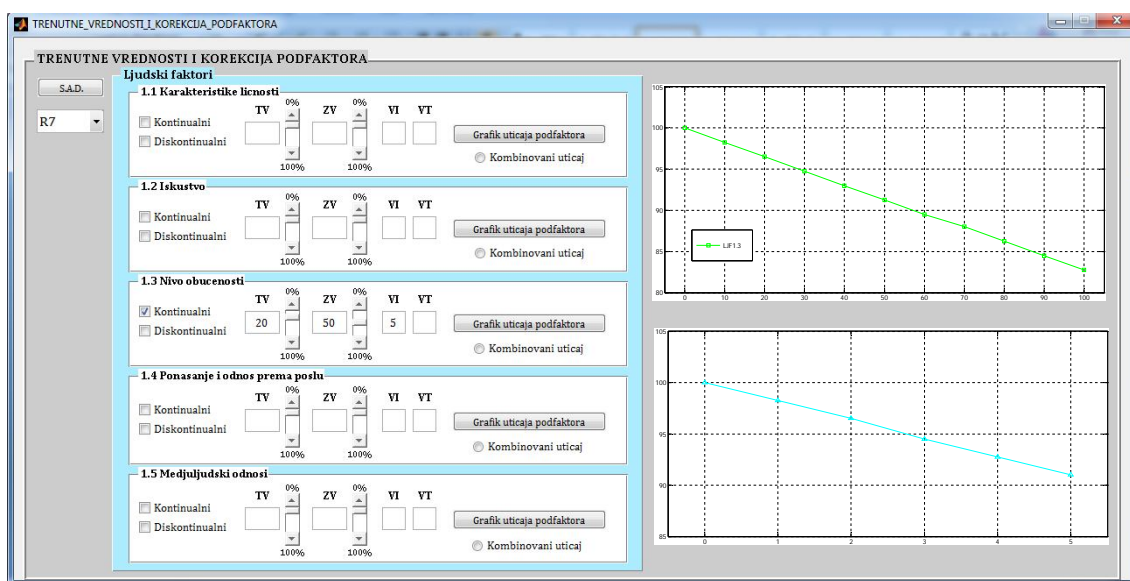 TRENUTNE_VREDNOSTI_I_KOREKCIJA_PODFAKTORA
TRENUTNE VREDNOSTI I KOREKCIJA PODFAKTORA
S.A.D.
R7
Ljudski faktori
1.1 Karakteristike licnosti
TV 0% ZV 0% VI VT
Kontinualni
Diskontinualni
100% 100%
Grafik uticaja podfaktora
Kombinovani uticaj
1.2 Iskustvo
TV 0% ZV 0% VI VT
Kontinualni
Diskontinualni
100% 100%
Grafik uticaja podfaktora
Kombinovani uticaj
1.3 Nivo obucenosti
TV 0% ZV 0% VI VT
Kontinualni
Diskontinualni
20 50 5
100% 100%
Grafik uticaja podfaktora
Kombinovani uticaj
1.4 Ponasanje i odnos prema poslu
TV 0% ZV 0% VI VT
Kontinualni
Diskontinualni
100% 100%
Grafik uticaja podfaktora
Kombinovani uticaj
1.5 Medjuljudski odnosi
TV 0% ZV 0% VI VT
Kontinualni
Diskontinualni
100% 100%
Grafik uticaja podfaktora
Kombinovani uticaj
105
100
95
90
85
80
LJF1.3
0 10 20 30 40 50 60 70 80 90 100
105
100
95
90
85
0 1 2 3 4 5